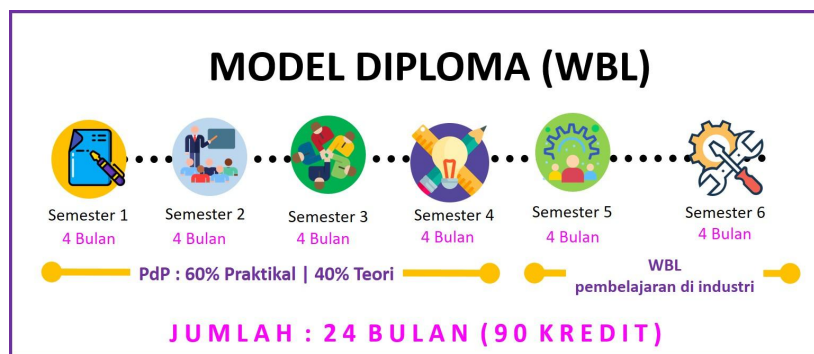 MODEL DIPLOMA (WBL)
Semester 1
4 Bulan
Semester 2
4 Bulan
Semester 3
4 Bulan
Semester 4
4 Bulan
Semester 5
4 Bulan
Semester 6
4 Bulan
PdP : 60% Praktikal | 40% Teori
WBL
pembelajaran di industri
JUMLAH : 24 BULAN (90 KREDIT)